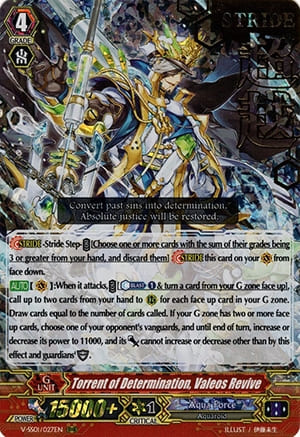 4
GRADE
STRIDE
超越
Convert past sins into determination.
Absolute justice will be restored.
STRIDE -Stride Step- [Choose one or more cards with the sum of their grades being
3 or greater from your hand, and discard them] STRIDE this card on your from
face down.
AUTO : When it attacks, BLAST 1 & turn a card from your G zone face up],
call up to two cards from your hand to for each face up card in your G zone.
Draw cards equal to the number of cards called. If your G zone has two or more face
up cards, choose one of your opponent's vanguards, and until end of turn, increase or
decrease its power to 11000, and its cannot increase or decrease other than by this
effect and guardians'
G UNIT
Torrent of Determination, Valeos Revive
POWER 15000+ 1
Aqua Force
Aquaroid
V-SS01/027EN
ILLUST / 伊藤未生